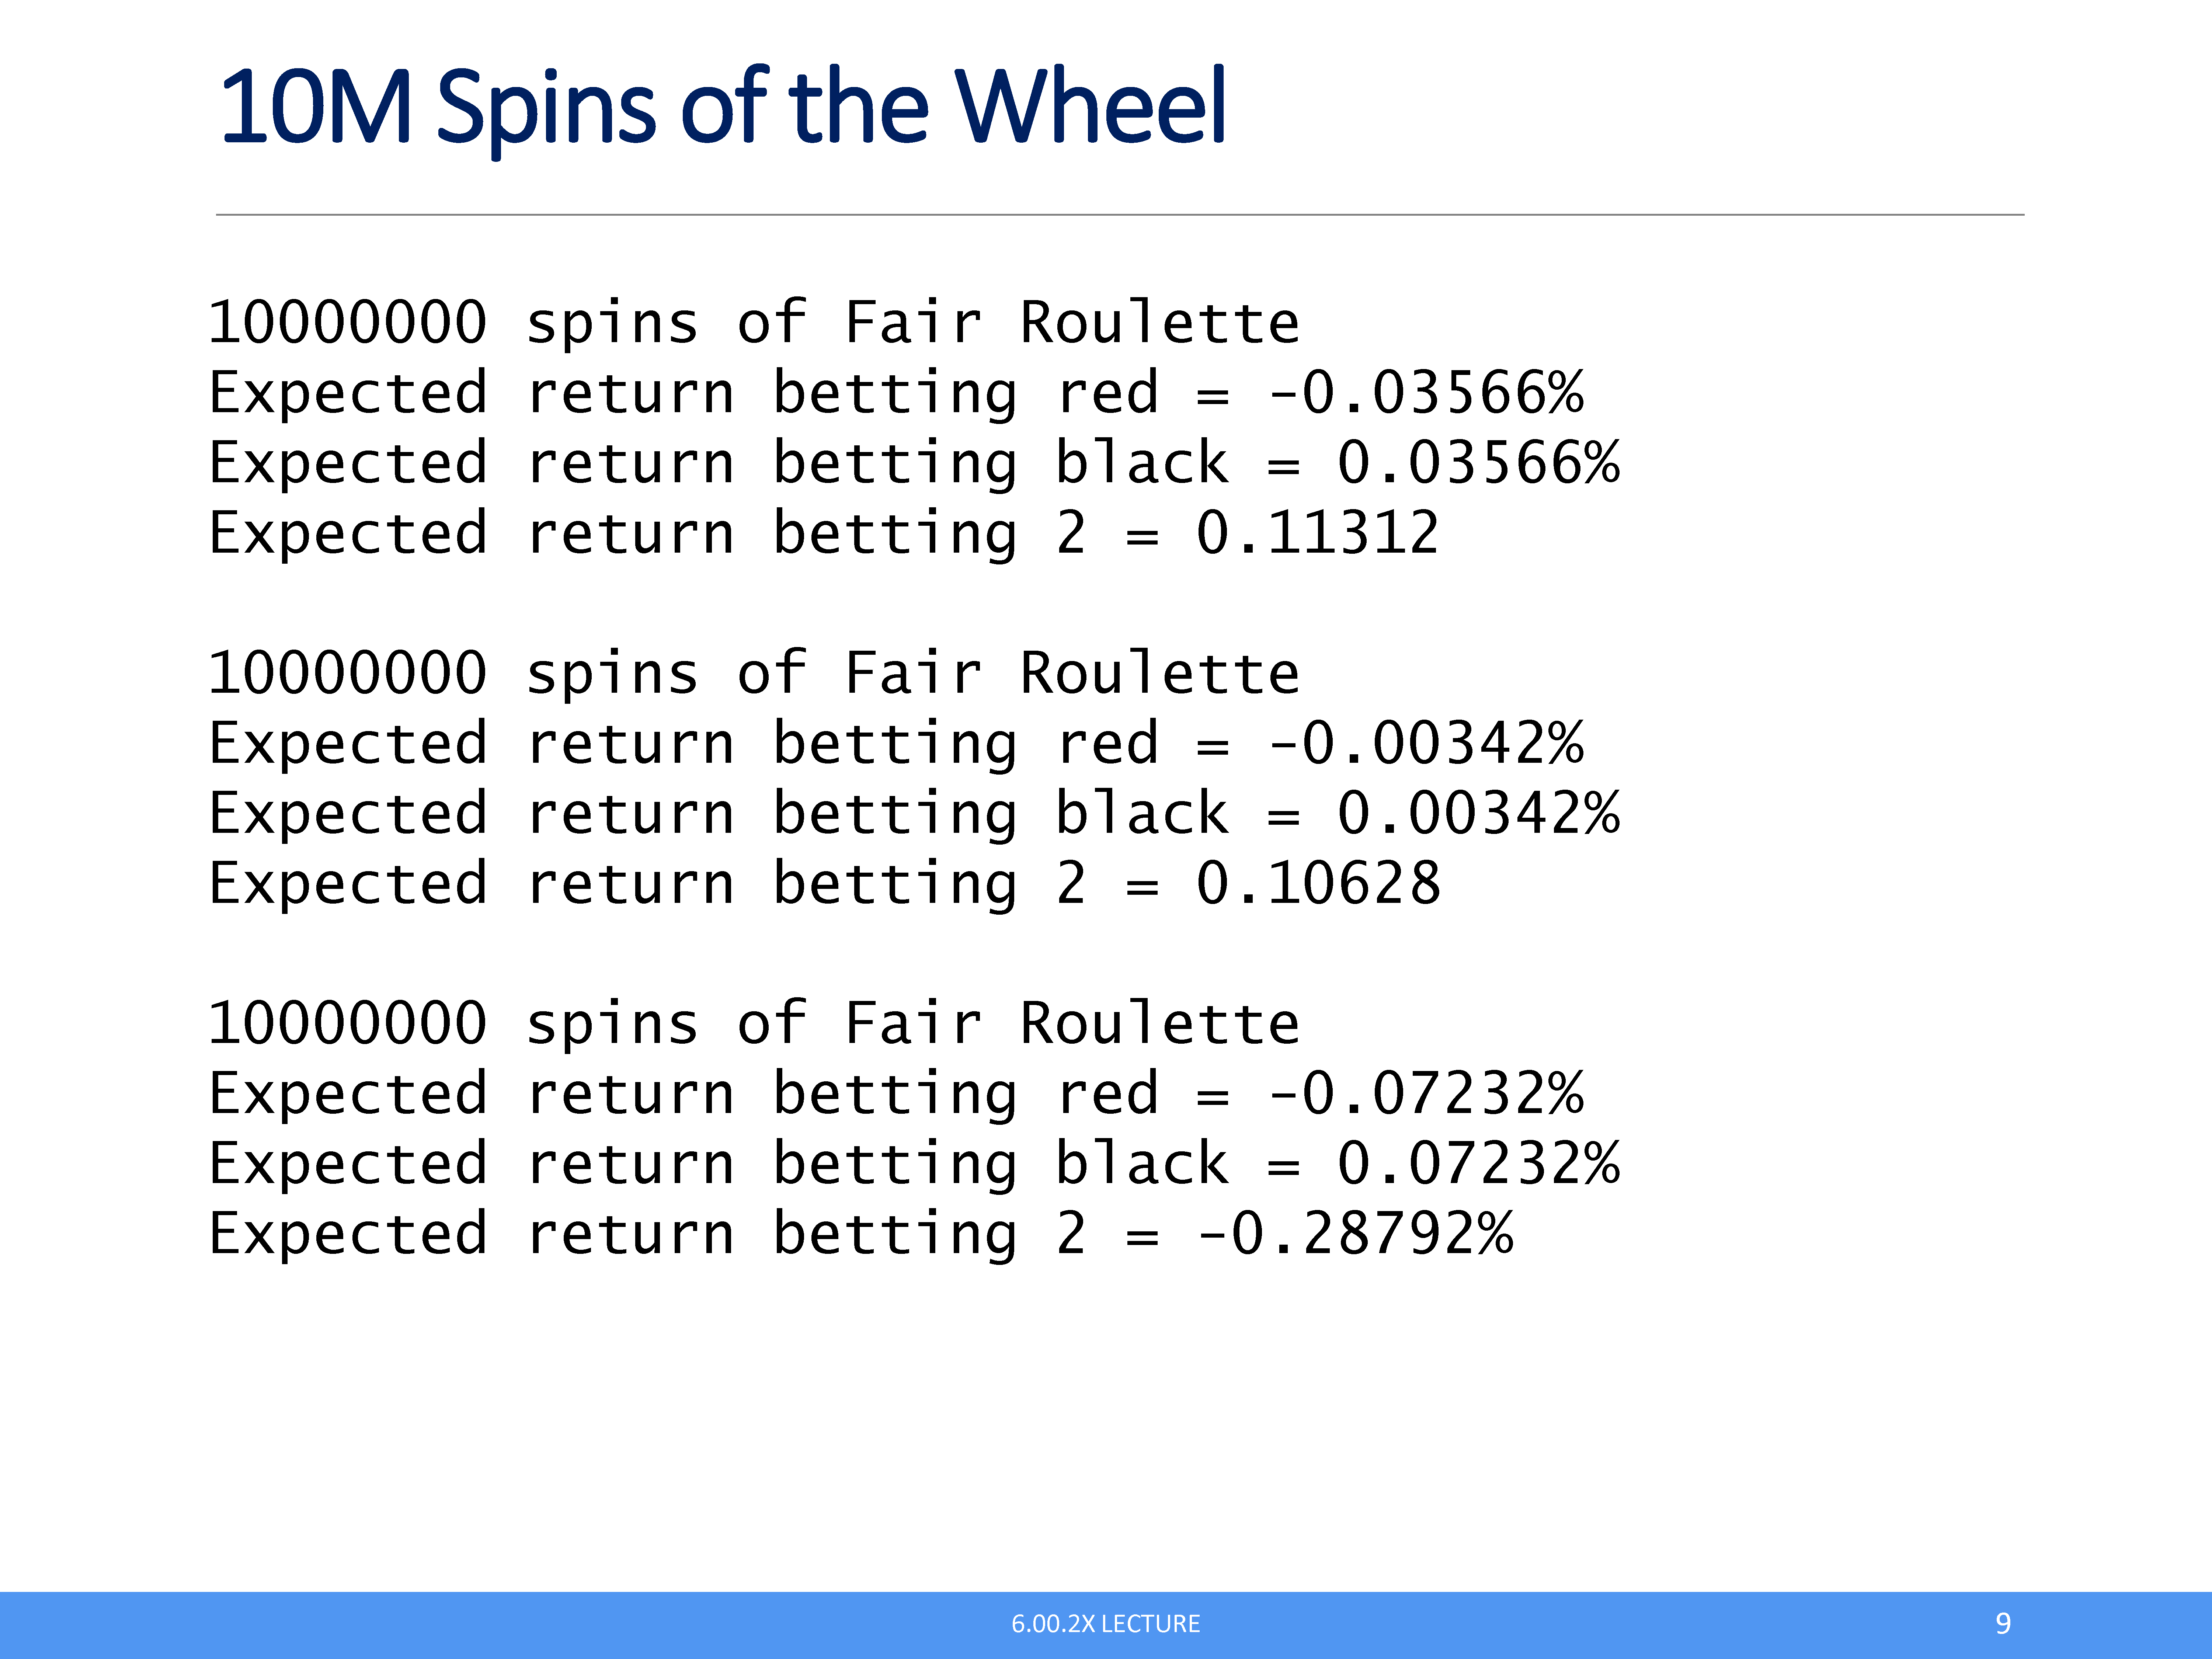 10M Spins of the Wheel
10000000 spins of Fair Roulette
Expected return betting red = -0.03566%
Expected return betting black = 0.03566%
Expected return betting 2 = 0.11312
10000000 spins of Fair Roulette
Expected return betting red = -0.00342%
Expected return betting black = 0.00342%
Expected return betting 2 = 0.10628
10000000 spins of Fair Roulette
Expected return betting red = -0.07232%
Expected return betting black = 0.07232%
Expected return betting 2 = -0.28792%
6.00.2X LECTURE
9